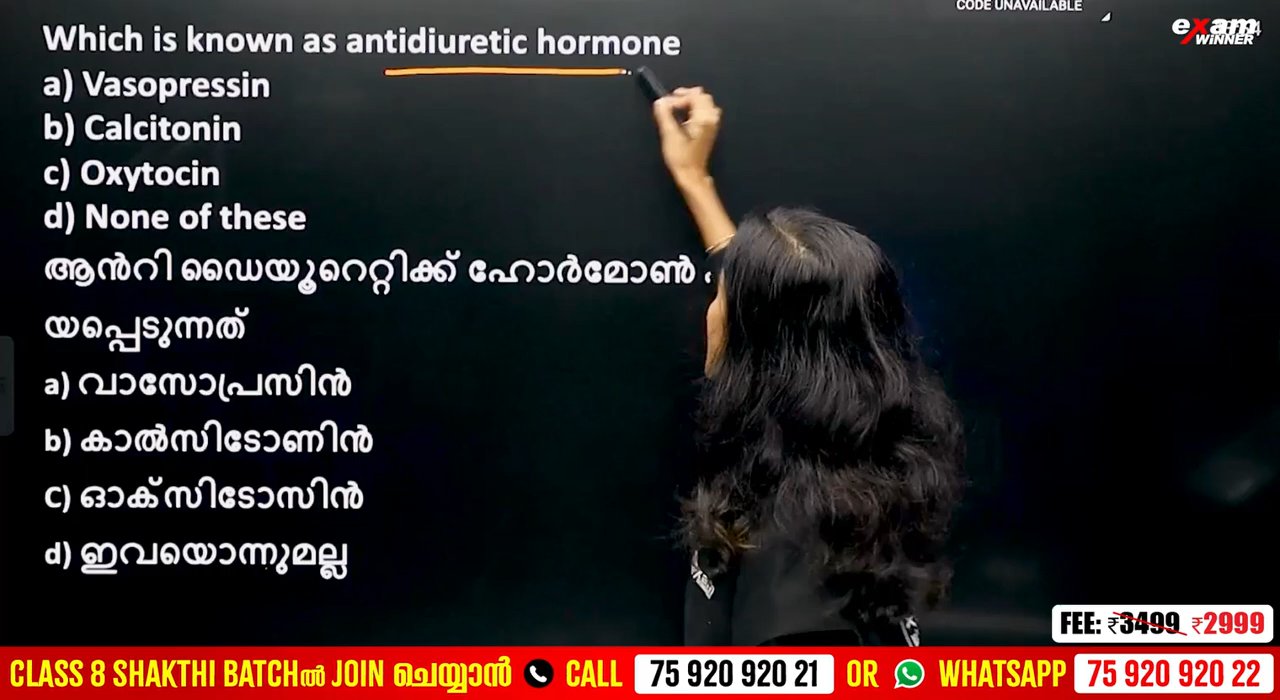 CODE UNAVAILABLE
exam
WiNNER
Which is known as antidiuretic hormone
a) Vasopressin
b) Calcitonin
c) Oxytocin
d) None of these
ആൻറി ഡൈയൂറെറ്റിക്ക് ഹോർമോൺ
യപ്പെടുന്നത്
a) വാസോപ്രസിൻ
b) കാൽസിടോണിൻ
C) ഓക്സിടോസിൻ
d) ഇവയൊന്നുമല്ല
FEE: ₹3499 ₹2999
CLASS 8 SHAKTHI BATCHൽ JOIN ചെയ്യാൻ CALL 75 920 920 21 OR WHATSAPP 75 920 920 22